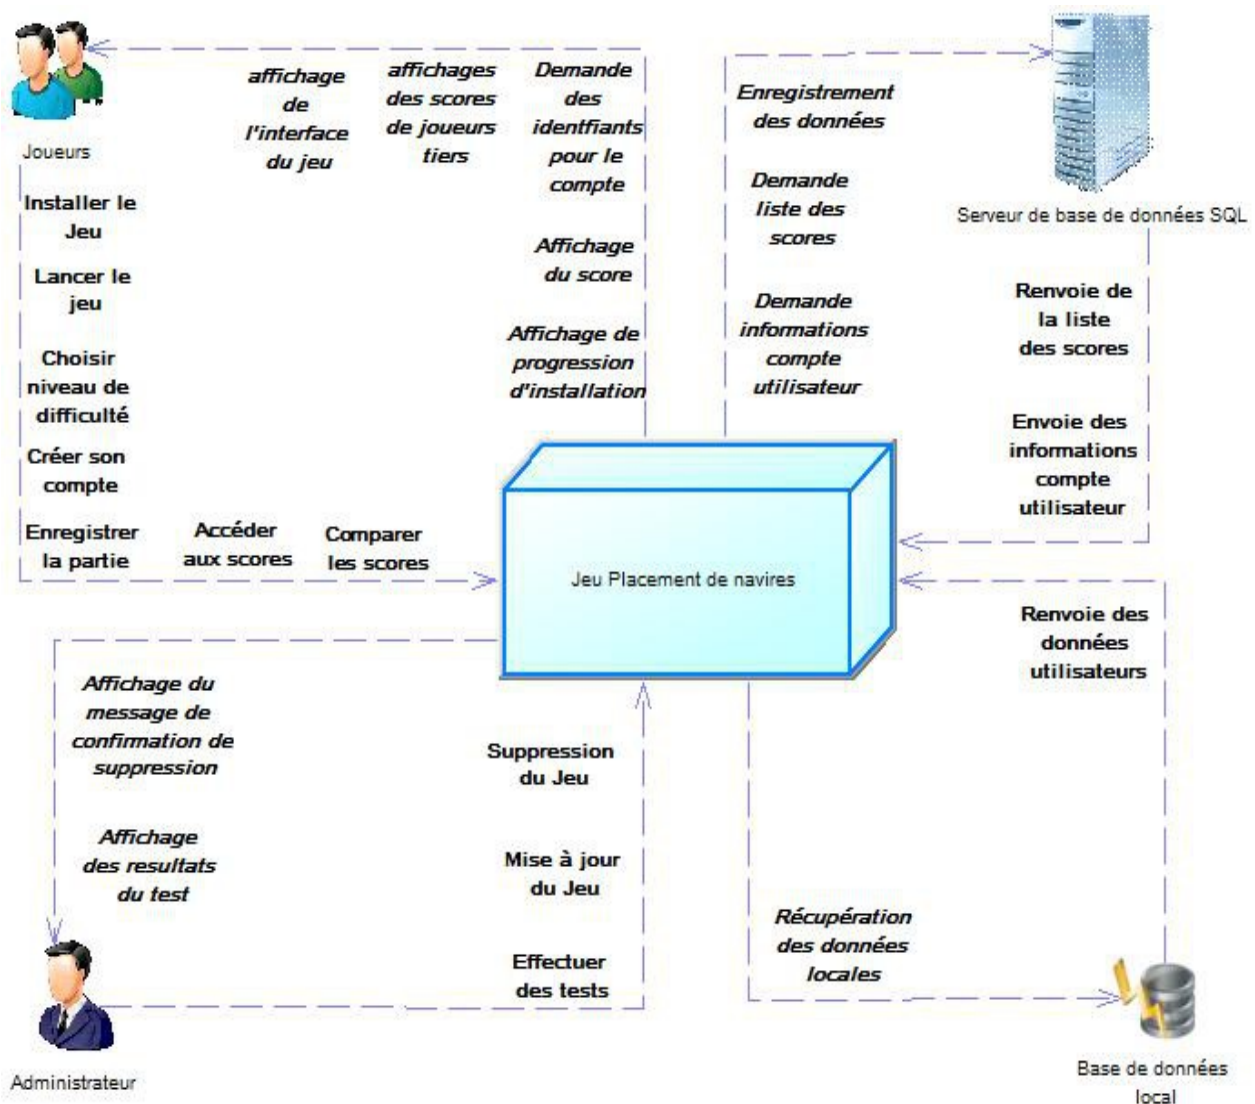 Joueurs
affichage
de
l'interface
du jeu
affichages
des scores
de joueurs
tiers
Demande
des
identfiants
pour le
compte
Affichage
du score
Affichage de
progression
d'installation
Enregistrement
des données
Demande
liste des
scores
Demande
informations
compte
utilisateur
Serveur de base de données SQL
Renvoie de
la liste
des scores
Envoie des
informations
compte
utilisateur
Installer le
Jeu
Lancer le
jeu
Choisir
niveau de
difficulté
Créer son
compte
Enregistrer
la partie
Accéder
aux scores
Comparer
les scores
Jeu Placement de navires
Renvoie des
données
utilisateurs
Affichage du
message de
confirmation de
suppression
Affichage
des resultats
du test
Suppression
du Jeu
Mise à jour
du Jeu
Effectuer
des tests
Récupération
des données
locales
Administrateur
Base de données
local